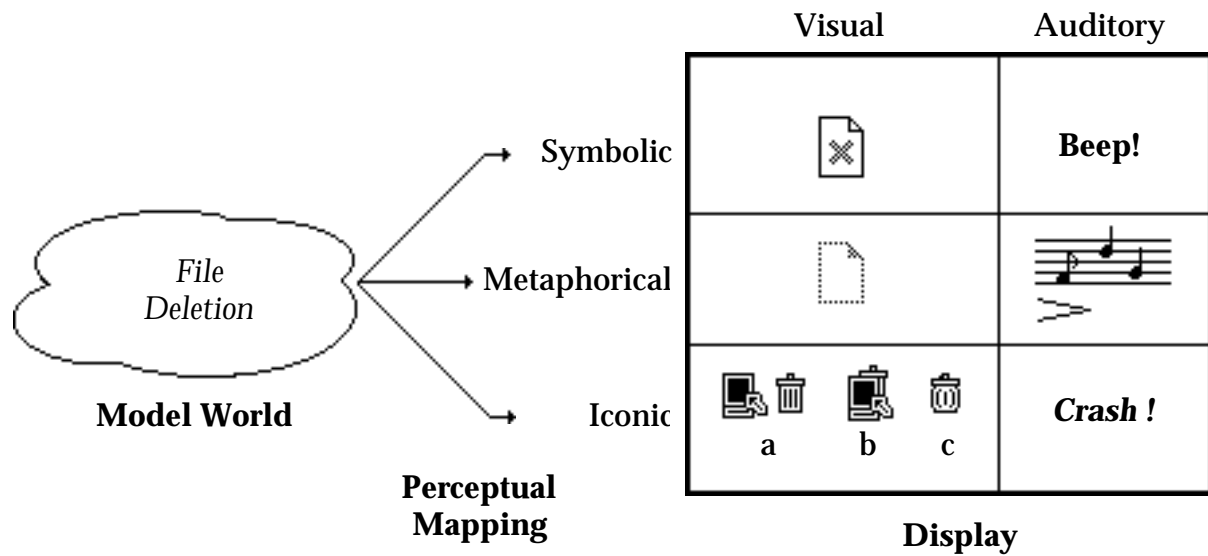 Visual Auditory
Symbolic
Beep!
File
Deletion
Metaphorical
Model World
Iconic
Crash !
a b c
Perceptual
Mapping
Display